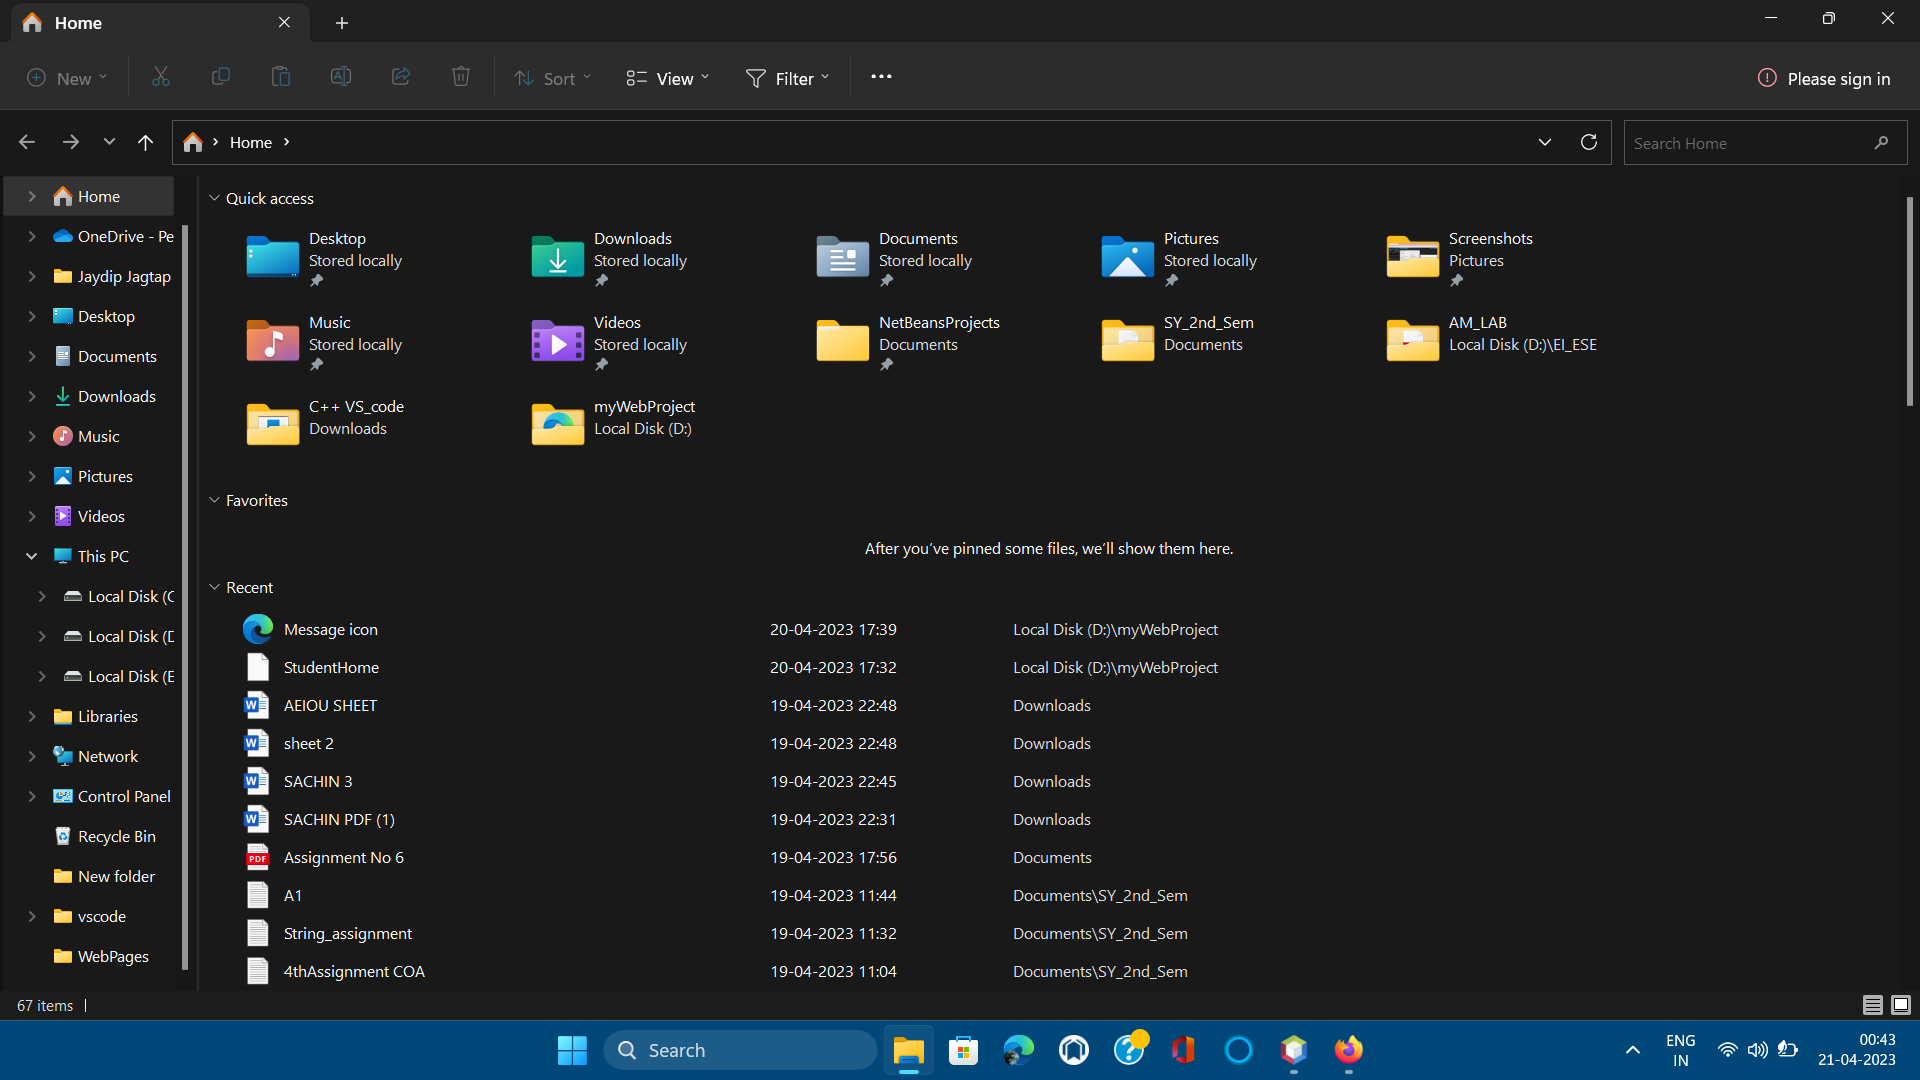 Home
New
Sort
View
Filter
Please sign in
Home
Search Home
Home
OneDrive - Pe
Jaydip Jagtap
Desktop
Documents
Downloads
Music
Pictures
Videos
This PC
Local Disk (C
Local Disk (D
Local Disk (E
Libraries
Network
Control Panel
Recycle Bin
New folder
vscode
WebPages
Quick access
Desktop
Stored locally
Downloads
Stored locally
Documents
Stored locally
Pictures
Stored locally
Screenshots
Pictures
Music
Stored locally
Videos
Stored locally
NetBeansProjects
Documents
SY_2nd_Sem
Documents
AM_LAB
Local Disk (D:)\EI_ESE
C++ VS_code
Downloads
myWebProject
Local Disk (D:)
Favorites
After you've pinned some files, we'll show them here.
Recent
Message icon 20-04-2023 17:39 Local Disk (D:)\myWebProject
StudentHome 20-04-2023 17:32 Local Disk (D:)\myWebProject
AEIOU SHEET 19-04-2023 22:48 Downloads
sheet 2 19-04-2023 22:48 Downloads
SACHIN 3 19-04-2023 22:45 Downloads
SACHIN PDF (1) 19-04-2023 22:31 Downloads
PDF Assignment No 6 19-04-2023 17:56 Documents
A1 19-04-2023 11:44 Documents\SY_2nd_Sem
String_assignment 19-04-2023 11:32 Documents\SY_2nd_Sem
4thAssignment COA 19-04-2023 11:04 Documents\SY_2nd_Sem
67 items
Search
ENG
IN
00:43
21-04-2023